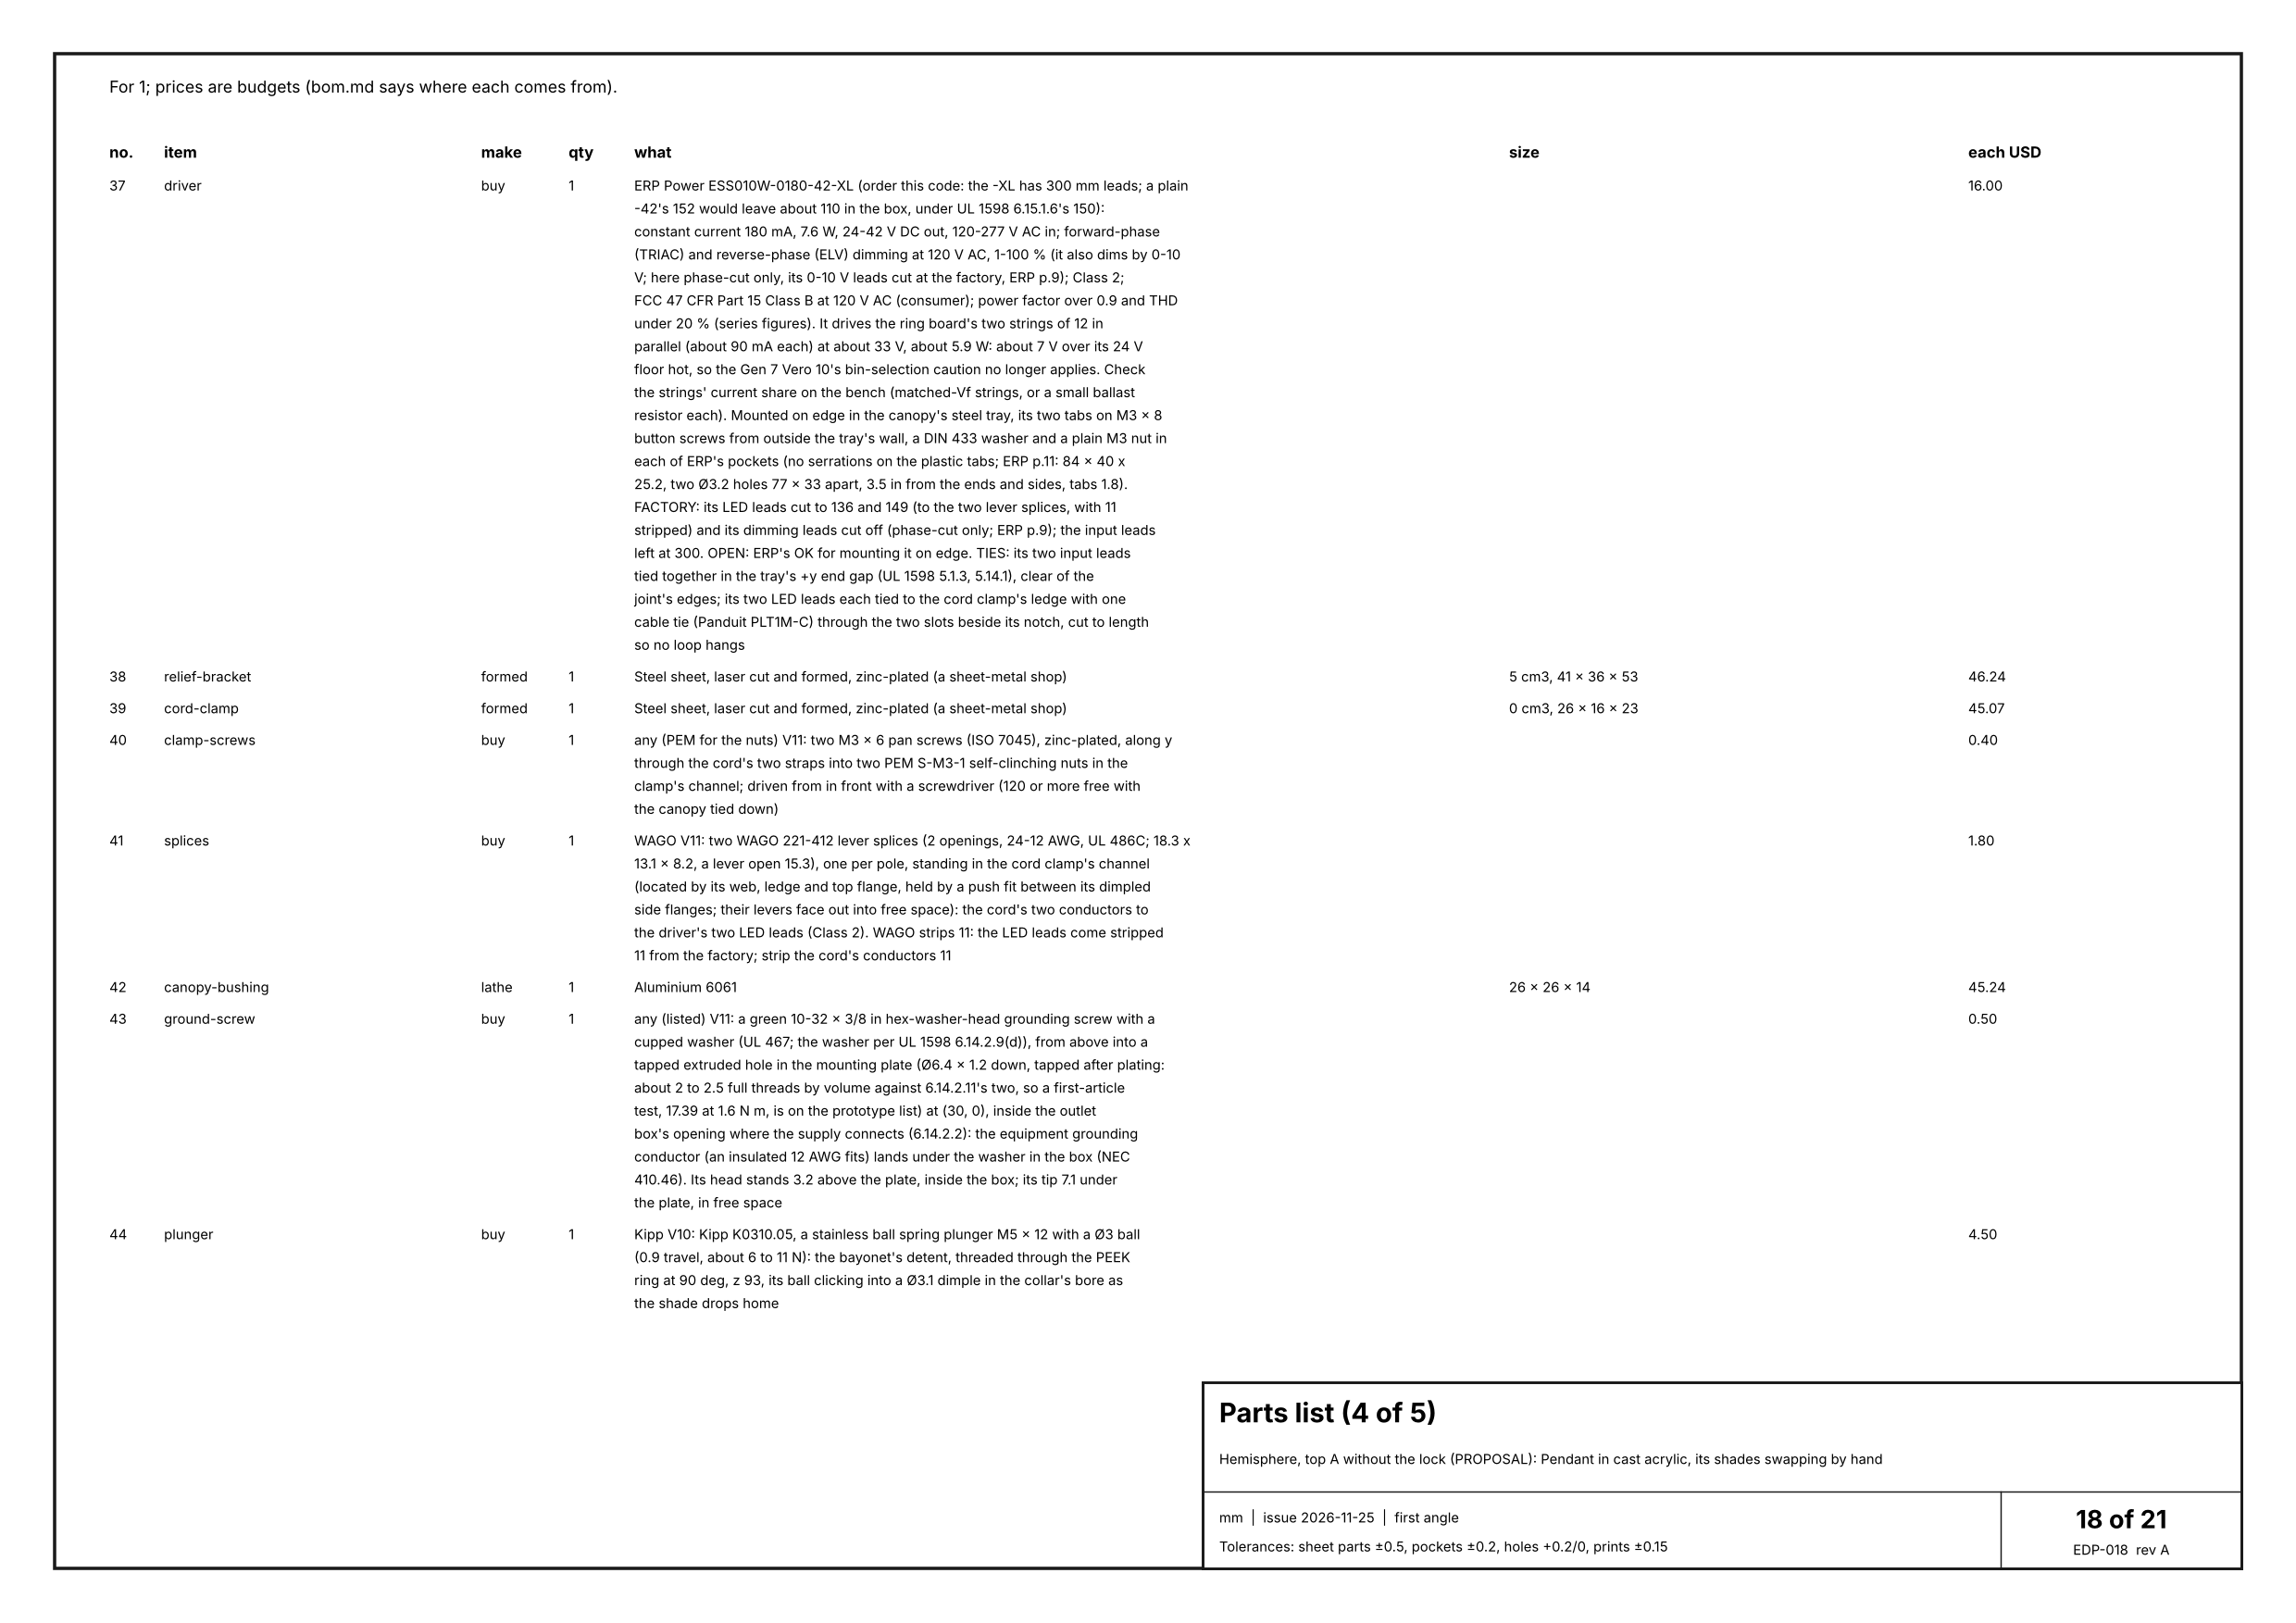 For 1; prices are budgets (bom.md says where each comes from).
no. item make qty what size each USD
37 driver buy 1 ERP Power ESS010W-0180-42-XL (order this code: the -XL has 300 mm leads; a plain 16.00
-42's 152 would leave about 110 in the box, under UL 1598 6.15.1.6's 150):
constant current 180 mA, 7.6 W, 24-42 V DC out, 120-277 V AC in; forward-phase
(TRIAC) and reverse-phase (ELV) dimming at 120 V AC, 1-100 % (it also dims by 0-10
V; here phase-cut only, its 0-10 V leads cut at the factory, ERP p.9); Class 2;
FCC 47 CFR Part 15 Class B at 120 V AC (consumer); power factor over 0.9 and THD
under 20 % (series figures). It drives the ring board's two strings of 12 in
parallel (about 90 mA each) at about 33 V, about 5.9 W: about 7 V over its 24 V
floor hot, so the Gen 7 Vero 10's bin-selection caution no longer applies. Check
the strings' current share on the bench (matched-Vf strings, or a small ballast
resistor each). Mounted on edge in the canopy's steel tray, its two tabs on M3 × 8
button screws from outside the tray's wall, a DIN 433 washer and a plain M3 nut in
each of ERP's pockets (no serrations on the plastic tabs; ERP p.11: 84 × 40 x
25.2, two Ø3.2 holes 77 × 33 apart, 3.5 in from the ends and sides, tabs 1.8).
FACTORY: its LED leads cut to 136 and 149 (to the two lever splices, with 11
stripped) and its dimming leads cut off (phase-cut only; ERP p.9); the input leads
left at 300. OPEN: ERP's OK for mounting it on edge. TIES: its two input leads
tied together in the tray's +y end gap (UL 1598 5.1.3, 5.14.1), clear of the
joint's edges; its two LED leads each tied to the cord clamp's ledge with one
cable tie (Panduit PLT1M-C) through the two slots beside its notch, cut to length
so no loop hangs
38 relief-bracket formed 1 Steel sheet, laser cut and formed, zinc-plated (a sheet-metal shop) 5 cm3, 41 × 36 × 53 46.24
39 cord-clamp formed 1 Steel sheet, laser cut and formed, zinc-plated (a sheet-metal shop) 0 cm3, 26 × 16 × 23 45.07
40 clamp-screws buy 1 any (PEM for the nuts) V11: two M3 × 6 pan screws (ISO 7045), zinc-plated, along y 0.40
through the cord's two straps into two PEM S-M3-1 self-clinching nuts in the
clamp's channel; driven from in front with a screwdriver (120 or more free with
the canopy tied down)
41 splices buy 1 WAGO V11: two WAGO 221-412 lever splices (2 openings, 24-12 AWG, UL 486C; 18.3 x 1.80
13.1 × 8.2, a lever open 15.3), one per pole, standing in the cord clamp's channel
(located by its web, ledge and top flange, held by a push fit between its dimpled
side flanges; their levers face out into free space): the cord's two conductors to
the driver's two LED leads (Class 2). WAGO strips 11: the LED leads come stripped
11 from the factory; strip the cord's conductors 11
42 canopy-bushing lathe 1 Aluminium 6061 26 × 26 × 14 45.24
43 ground-screw buy 1 any (listed) V11: a green 10-32 × 3/8 in hex-washer-head grounding screw with a 0.50
cupped washer (UL 467; the washer per UL 1598 6.14.2.9(d)), from above into a
tapped extruded hole in the mounting plate (Ø6.4 × 1.2 down, tapped after plating:
about 2 to 2.5 full threads by volume against 6.14.2.11's two, so a first-article
test, 17.39 at 1.6 N m, is on the prototype list) at (30, 0), inside the outlet
box's opening where the supply connects (6.14.2.2): the equipment grounding
conductor (an insulated 12 AWG fits) lands under the washer in the box (NEC
410.46). Its head stands 3.2 above the plate, inside the box; its tip 7.1 under
the plate, in free space
44 plunger buy 1 Kipp V10: Kipp K0310.05, a stainless ball spring plunger M5 × 12 with a Ø3 ball 4.50
(0.9 travel, about 6 to 11 N): the bayonet's detent, threaded through the PEEK
ring at 90 deg, z 93, its ball clicking into a Ø3.1 dimple in the collar's bore as
the shade drops home
Parts list (4 of 5)
Hemisphere, top A without the lock (PROPOSAL): Pendant in cast acrylic, its shades swapping by hand
mm | issue 2026-11-25 | first angle
Tolerances: sheet parts ±0.5, pockets ±0.2, holes +0.2/0, prints ±0.15
18 of 21
EDP-018 rev A